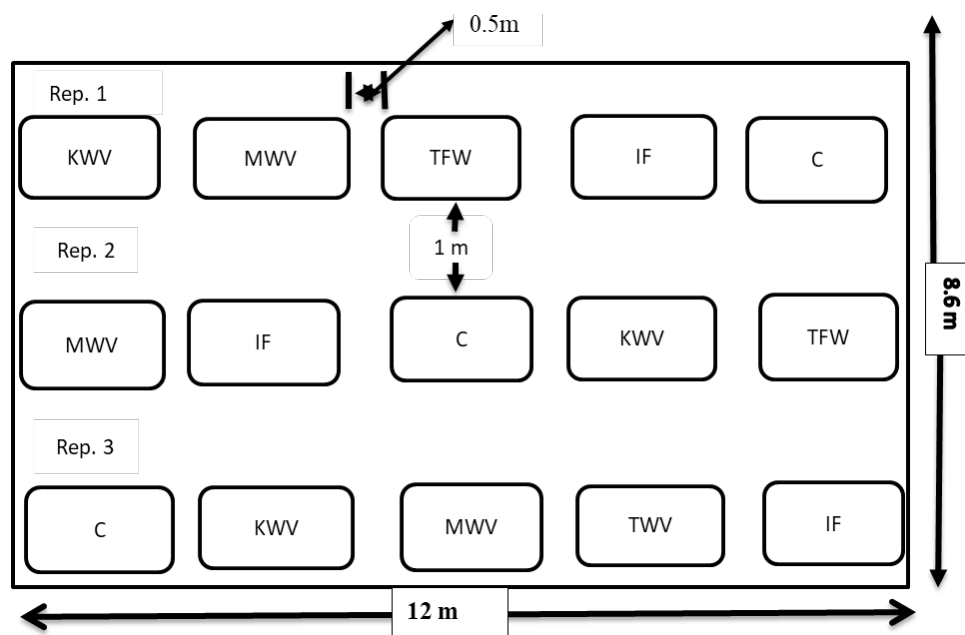 0.5m
Rep. 1
KWV
MWV
TFW
IF
C
1 m
Rep. 2
8.6 m
MWV
IF
C
KWV
TFW
Rep. 3
C
KWV
MWV
TWV
IF
12 m